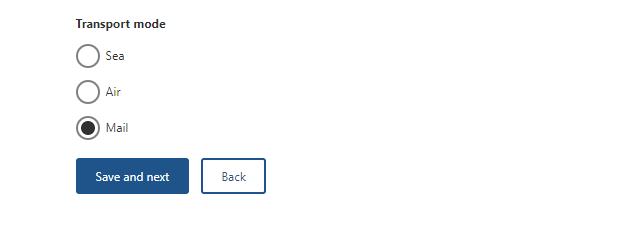 Transport mode
Sea
Air
Mail
Save and next
Back